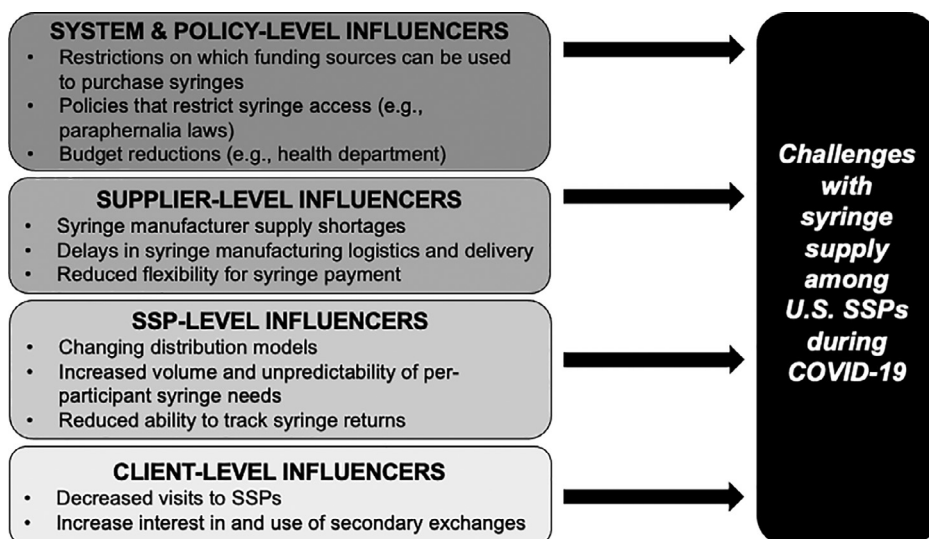 SYSTEM & POLICY-LEVEL INFLUENCERS
• Restrictions on which funding sources can be used
to purchase syringes
• Policies that restrict syringe access (e.g.,
paraphernalia laws)
• Budget reductions (e.g., health department)
SUPPLIER-LEVEL INFLUENCERS
• Syringe manufacturer supply shortages
• Delays in syringe manufacturing logistics and delivery
• Reduced flexibility for syringe payment
SSP-LEVEL INFLUENCERS
• Changing distribution models
• Increased volume and unpredictability of per-
participant syringe needs
• Reduced ability to track syringe returns
CLIENT-LEVEL INFLUENCERS
• Decreased visits to SSPs
• Increase interest in and use of secondary exchanges
Challenges
with
syringe
supply
among
U.S. SSPs
during
COVID-19